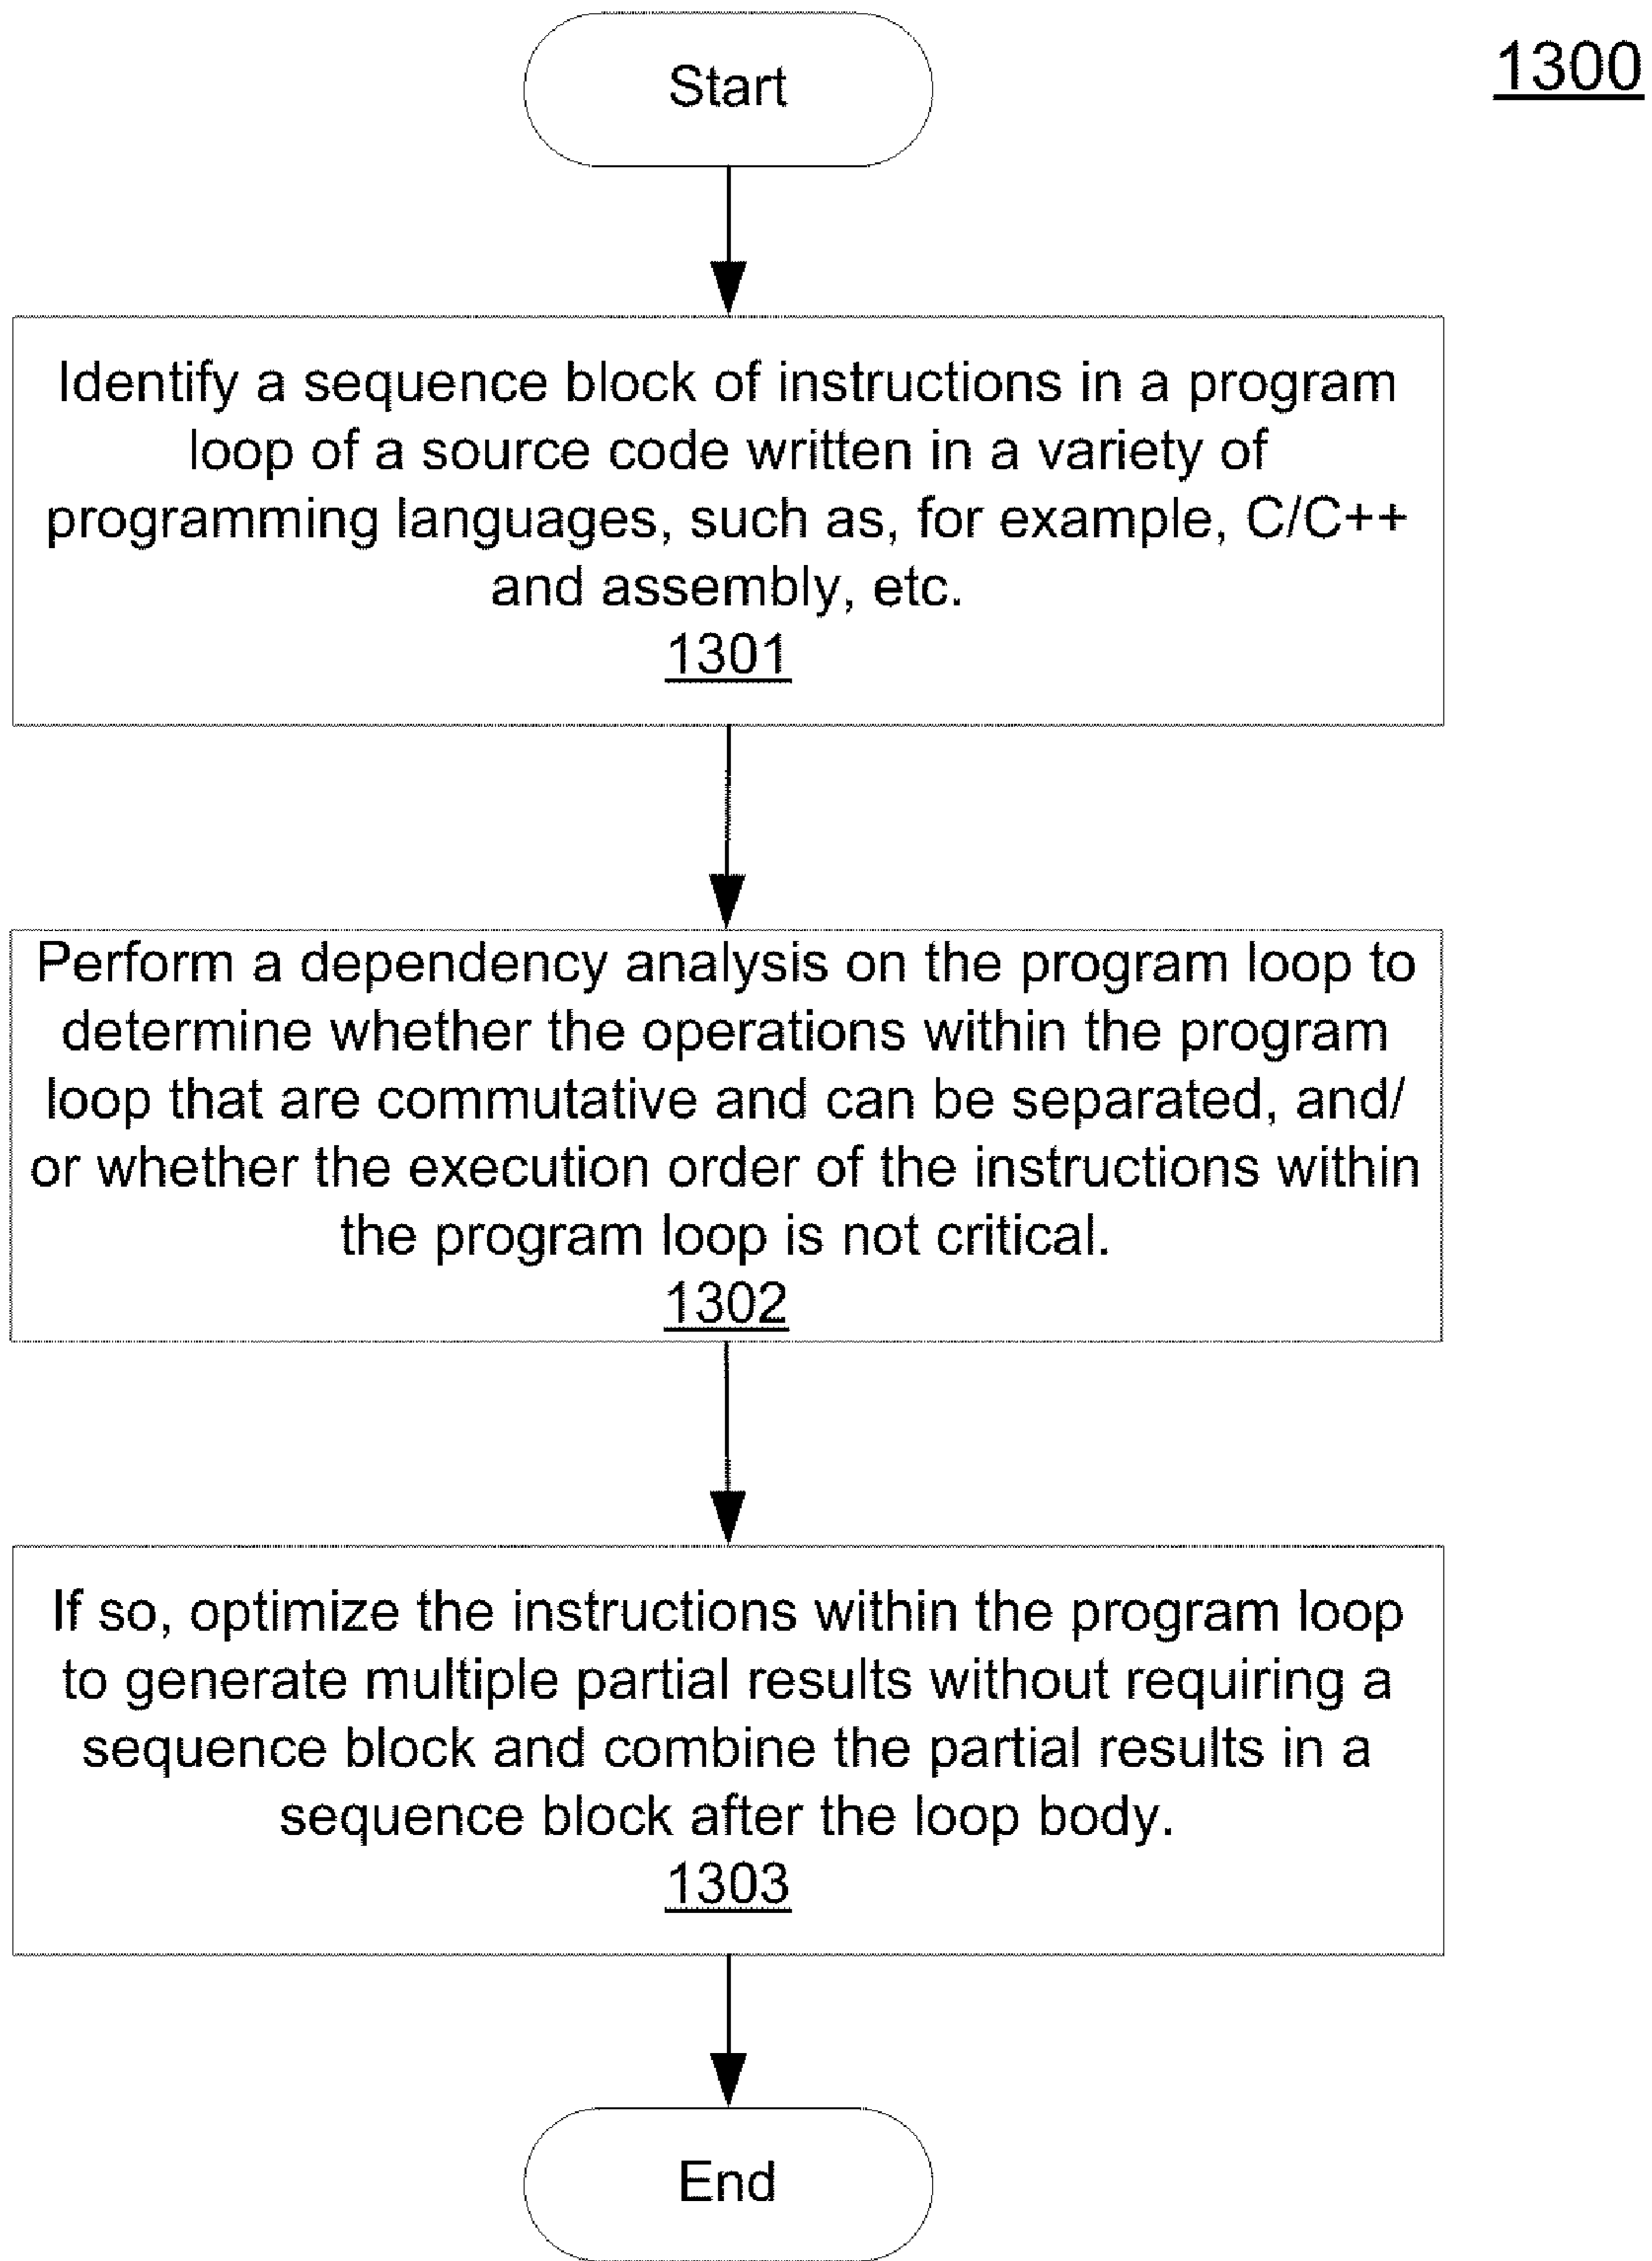 Start
1300
Identify a sequence block of instructions in a program
loop of a source code written in a variety of
programming languages, such as, for example, C/C++
and assembly, etc.
1301
Perform a dependency analysis on the program loop to
determine whether the operations within the program
loop that are commutative and can be separated, and/
or whether the execution order of the instructions within
the program loop is not critical.
1302
If so, optimize the instructions within the program loop
to generate multiple partial results without requiring a
sequence block and combine the partial results in a
sequence block after the loop body.
1303
End